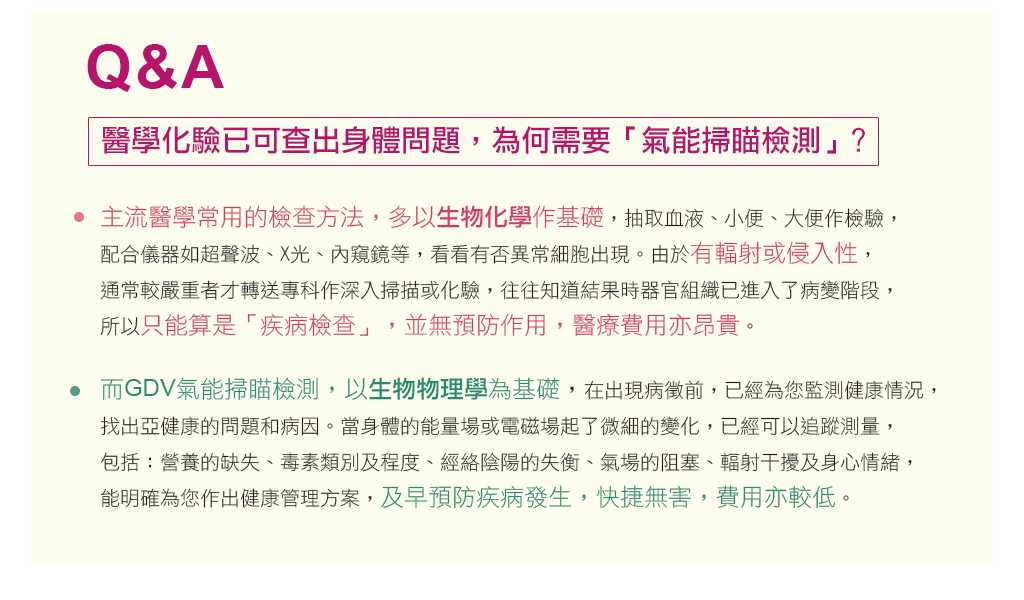 Q&A
醫學化驗已可查出身體問題，為何需要「氣能掃瞄檢測」?
主流醫學常用的檢查方法，多以生物化學作基礎，抽取血液、小便、大便作檢驗，
配合儀器如超聲波、X光、內窺鏡等，看看有否異常細胞出現。由於有輻射或侵入性，
通常較嚴重者才轉送專科作深入掃描或化驗，往往知道結果時器官組織已進入了病變階段，
所以只能算是「疾病檢查」，並無預防作用，醫療費用亦昂貴。
而GDV氣能掃瞄檢測，以生物物理學為基礎，在出現病徵前，已經為您監測健康情況，
找出亞健康的問題和病因。當身體的能量場或電磁場起了微細的變化，已經可以追蹤測量，
包括：營養的缺失、毒素類別及程度、經絡陰陽的失衡、氣場的阻塞、輻射干擾及身心情緒，
能明確為您作出健康管理方案，及早預防疾病發生，快捷無害，費用亦較低。